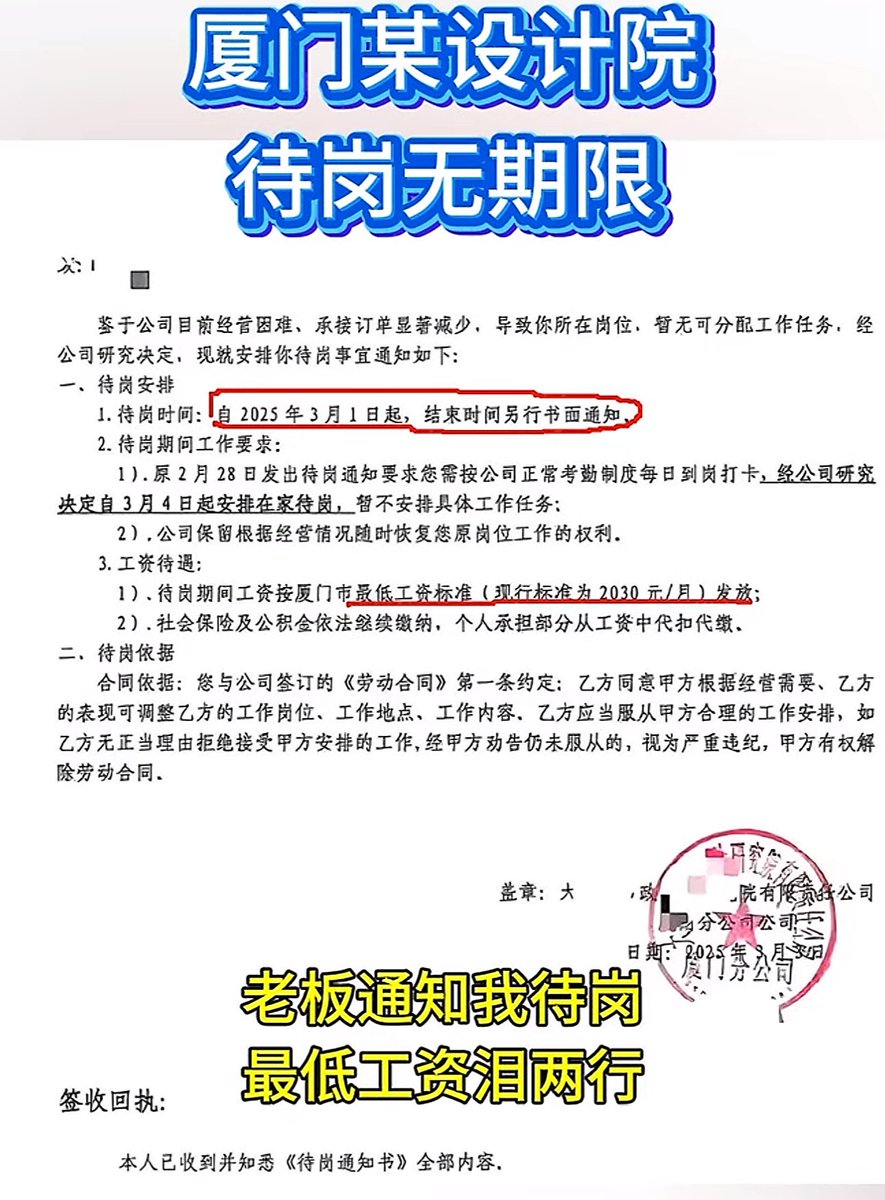 厦门某设计院
待岗无期限
鉴于公司目前经营困难、承接订单显著减少，导致你所在岗位，暂无可分配工作任务，经
公司研究决定，现就安排你待岗事宜通知如下：
一、待岗安排
1.待岗时间：自 2025 年 3 月 1 日起，结束时间另行书面通知、
2.待岗期间工作要求：
1）.原 2 月 28 日发出待岗通知要求您需按公司正常考勤制度每日到岗打卡，经公司研究
决定自 3 月 4 日起安排在家待岗，暂不安排具体工作任务；
2）.公司保留根据经营情况随时恢复您原岗位工作的权利。
3.工资待遇：
1）.待岗期间工资按厦门市最低工资标准（现行标准为 2030 元/月）发放；
2）.社会保险及公积金依法继续缴纳，个人承担部分从工资中代扣代缴、
二、待岗依据
合同依据：您与公司签订的《劳动合同》第一条约定：乙方同意甲方根据经营需要、乙方
的表现可调整乙方的工作岗位、工作地点、工作内容、乙方应当服从甲方合理的工作安排，如
乙方无正当理由拒绝接受甲方安排的工作，经甲方劝告仍未服从的，视为严重违纪，甲方有权解
除劳动合同、
盖章：大 政 院有限责任公司
分公司公司
日期：2025 年 3 月 3 日
厦门分公司
老板通知我待岗
最低工资泪两行
签收回执：
本人已收到并知悉《待岗通知书》全部内容、